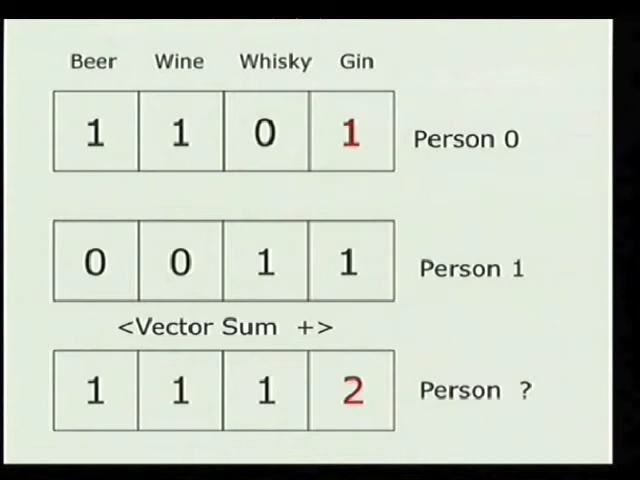 Beer Wine Whisky Gin
1 1 0 1 Person 0
0 0 1 1 Person 1
<Vector Sum +>
1 1 1 2 Person ?